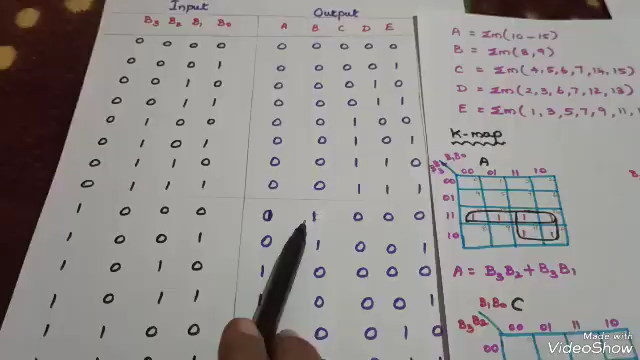 Input Output
B3 B2 B1 B0 A B C D E
0 0 0 0 0 0 0 0 0
0 0 0 1 0 0 0 0 1
0 0 1 0 0 0 0 1 0
0 0 1 1 0 0 0 1 1
0 1 0 0 0 0 1 0 0
0 1 0 1 0 0 1 0 1
0 1 1 0 0 0 1 1 0
0 1 1 1 0 0 1 1 1
1 0 0 0 0 1 0 0 0
1 0 0 1 0 1 0 0 1
1 0 1 0 1 0 0 0 0
1 0 1 1 1 0 0 0 1
1 1 0 0 0 0 1 0
A = Σm(10-15)
B = Σm(8,9)
C = Σm(4,5,6,7,14,15)
D = Σm(2,3,6,7,12,13)
E = Σm(1,3,5,7,9,11,
K-map
B1B0 A
B3B2 00 01 11 10
00
01
11 1 1 1 1
10 1 1
A = B3B2 + B3B1
B1B0 C
B3B2 00 01 11 10
00
Made with
VideoShow